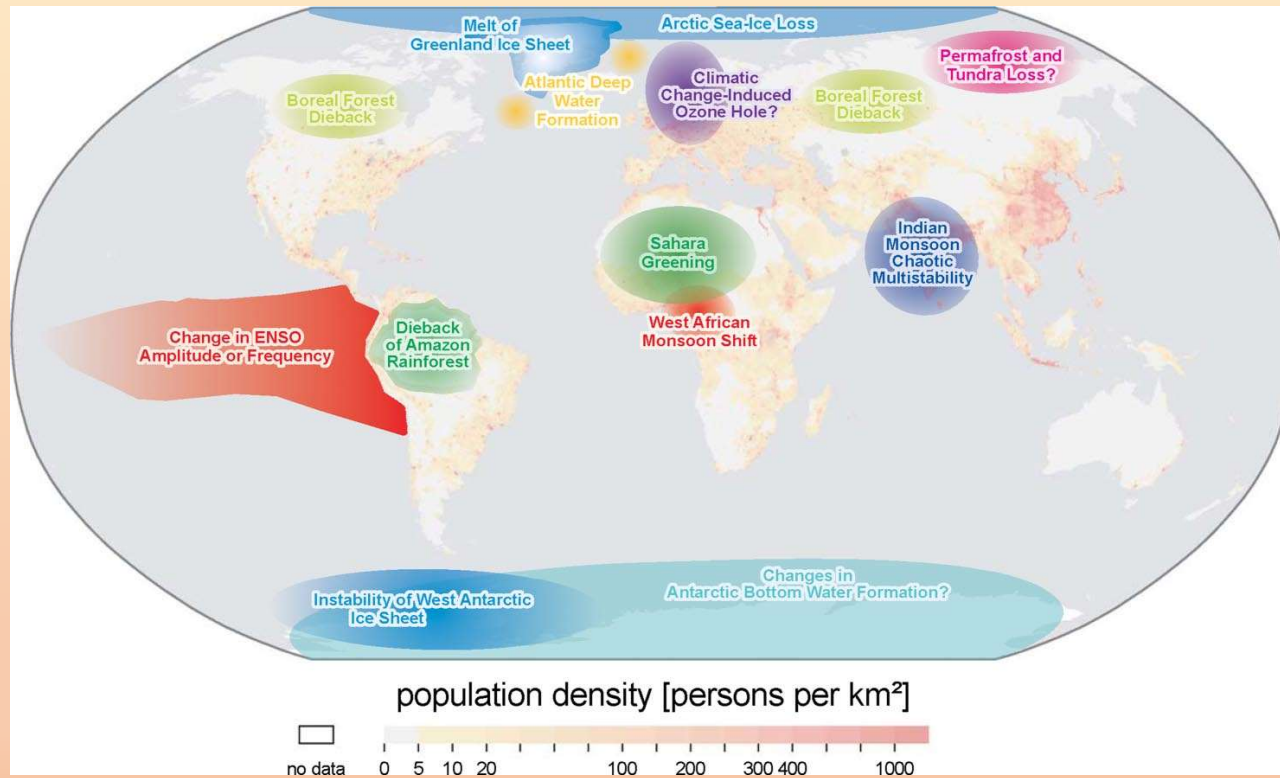 Melt of
Greenland Ice Sheet
Arctic Sea-Ice Loss
Permafrost and
Tundra Loss?
Atlantic Deep
Water
Formation
Climatic
Change-Induced
Ozone Hole?
Boreal Forest
Dieback
Boreal Forest
Dieback
Sahara
Greening
Indian
Monsoon
Chaotic
Multistability
West African
Monsoon Shift
Change in ENSO
Amplitude or Frequency
Dieback
of Amazon
Rainforest
Instability of West Antarctic
Ice Sheet
Changes in
Antarctic Bottom Water Formation?
population density [persons per km²]
no data 0 5 10 20 100 200 300 400 1000